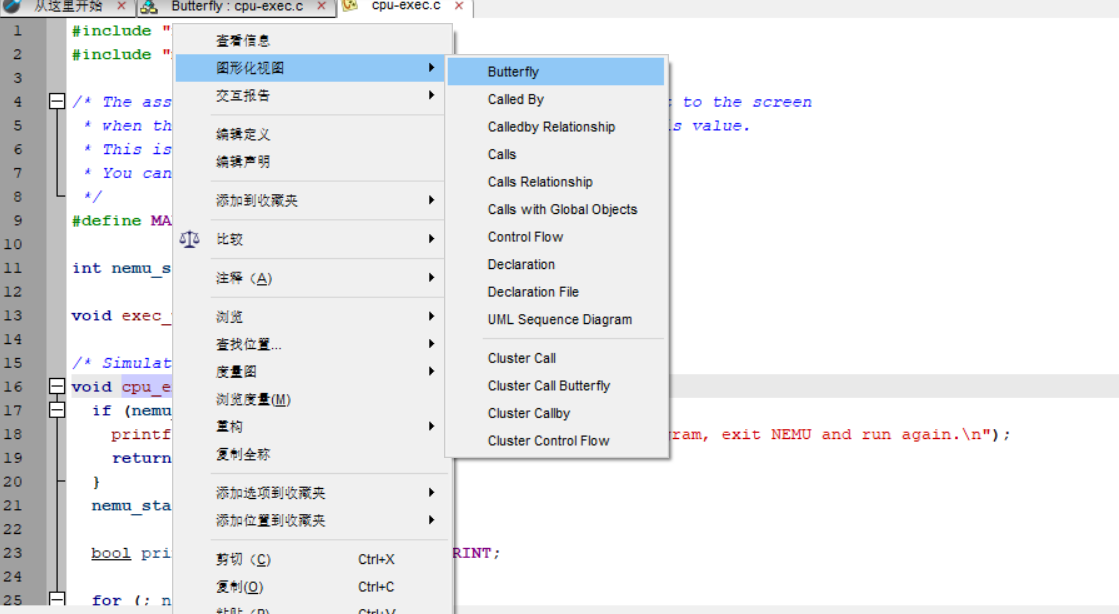 从这里开始 × Butterfly : cpu-exec.c × cpu-exec.c ×
1 #include "
2 #include "
3
4 /* The ass
to the screen
5 * when th
s value.
6 * This is
7 * You can
8 */
9 #define MA
10
11 int nemu_s
12
13 void exec_
14
15 /* Simulat
16 void cpu_e
17 if (nemu_
18 printf
ram, exit NEMU and run again.\n");
19 return
20 }
21 nemu_sta
22
23 bool pri
RINT;
24
25 for (; n
查看信息
图形化视图
交互报告
编辑定义
编辑声明
添加到收藏夹
比较
注释 (A)
浏览
查找位置...
度量图
浏览度量(M)
重构
复制全称
添加选项到收藏夹
添加位置到收藏夹
剪切 (C) Ctrl+X
复制(O) Ctrl+C
粘贴 (P) Ctrl+V
Butterfly
Called By
Calledby Relationship
Calls
Calls Relationship
Calls with Global Objects
Control Flow
Declaration
Declaration File
UML Sequence Diagram
Cluster Call
Cluster Call Butterfly
Cluster Callby
Cluster Control Flow